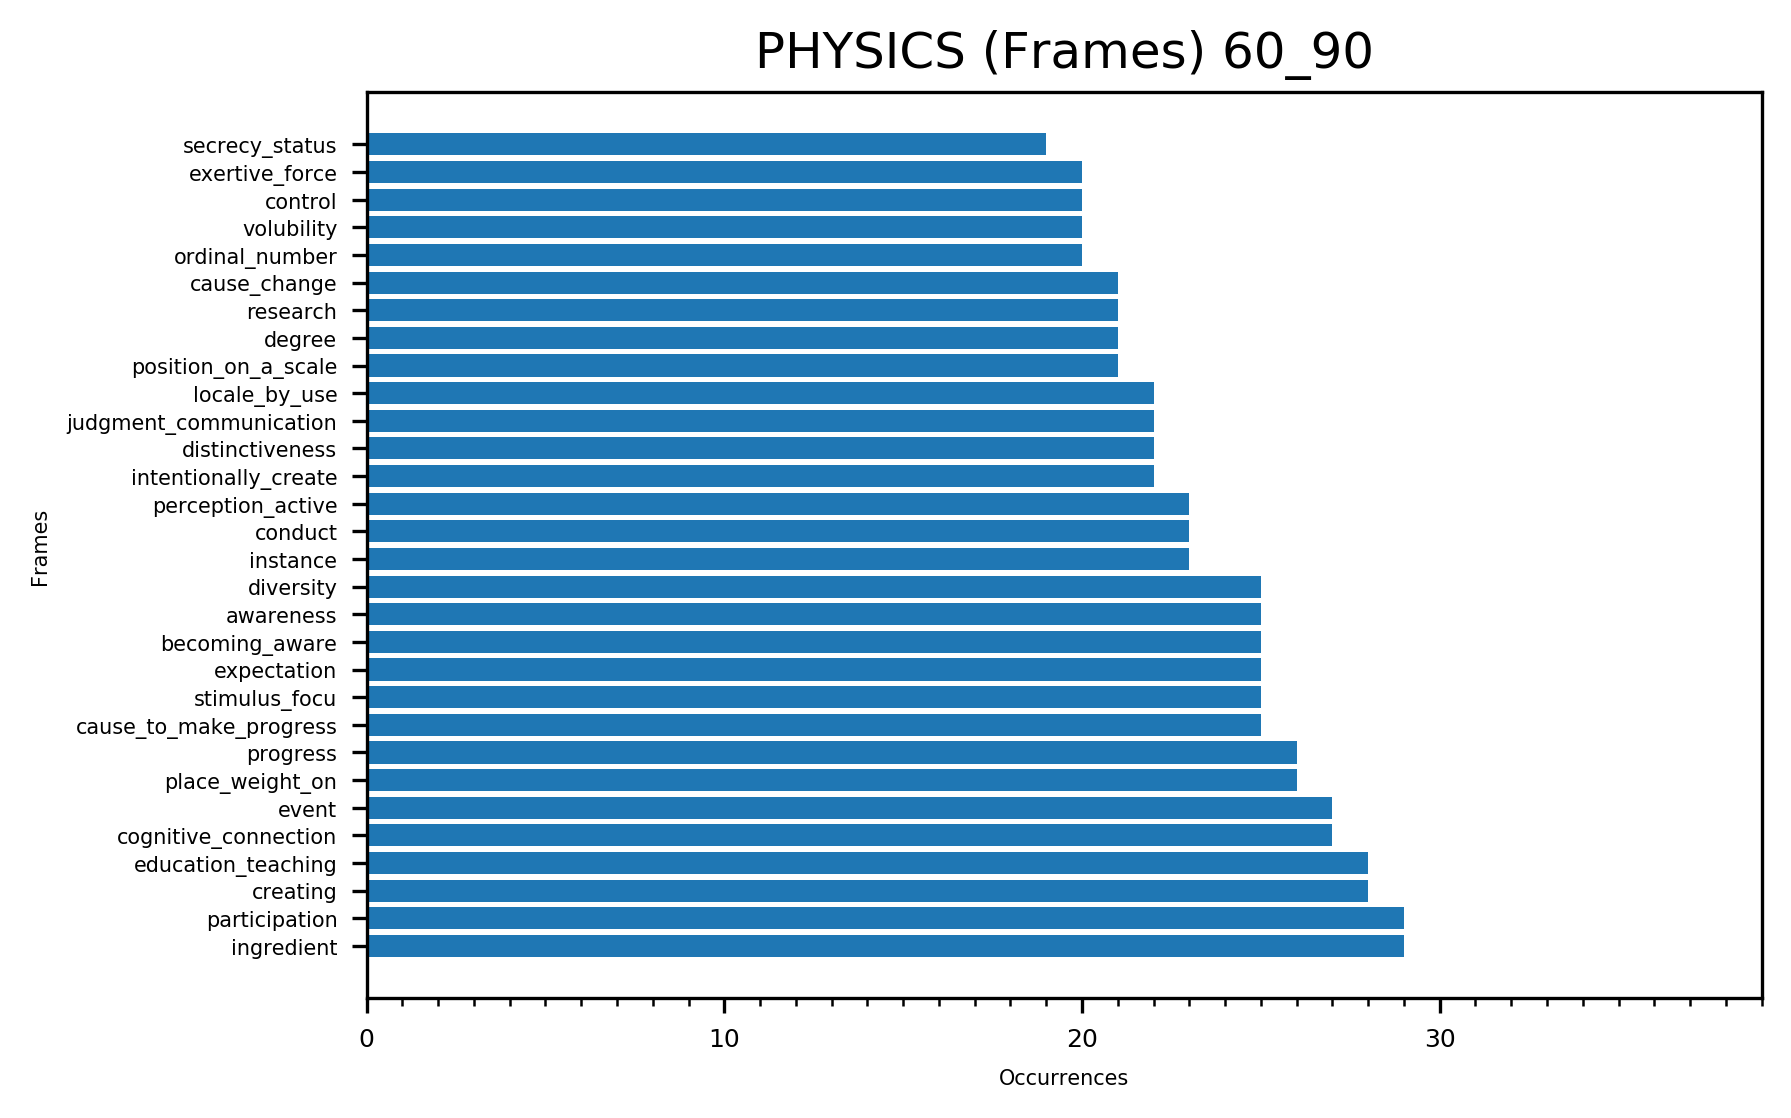 PHYSICS (Frames) 60_90
secrecy_status
exertive_force
control
volubility
ordinal_number
cause_change
research
degree
position_on_a_scale
locale_by_use
judgment_communication
distinctiveness
intentionally_create
perception_active
conduct
instance
diversity
awareness
becoming_aware
expectation
stimulus_focu
cause_to_make_progress
progress
place_weight_on
event
cognitive_connection
education_teaching
creating
participation
ingredient
Frames
0 10 20 30
Occurrences